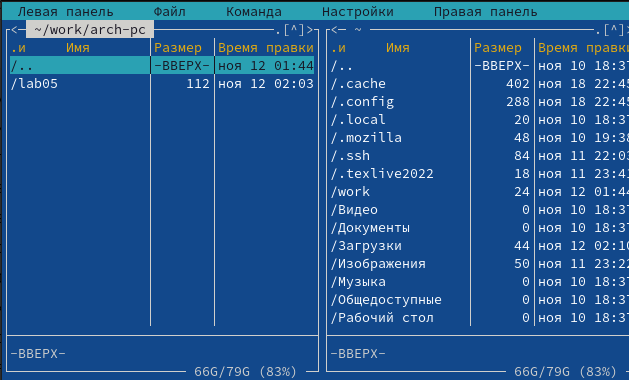 Левая панель Файл Команда Настройки Правая панель
<- ~/work/arch-pc .[^]>
.и Имя Размер Время правки
/.. -ВВЕРХ- ноя 12 01:44
/lab05 112 ноя 12 02:03
-ВВЕРХ-
66G/79G (83%)
<- ~ .[^]>
.и Имя Размер Время правки
/.. -ВВЕРХ- ноя 10 18:37
/.cache 402 ноя 18 22:45
/.config 288 ноя 18 22:45
/.local 20 ноя 10 18:37
/.mozilla 48 ноя 10 19:38
/.ssh 84 ноя 11 22:03
/.texlive2022 18 ноя 11 23:41
/work 24 ноя 12 01:44
/Видео 0 ноя 10 18:37
/Документы 0 ноя 10 18:37
/Загрузки 44 ноя 12 02:10
/Изображения 50 ноя 11 23:22
/Музыка 0 ноя 10 18:37
/Общедоступные 0 ноя 10 18:37
/Рабочий стол 0 ноя 10 18:37
-ВВЕРХ-
66G/79G (83%)